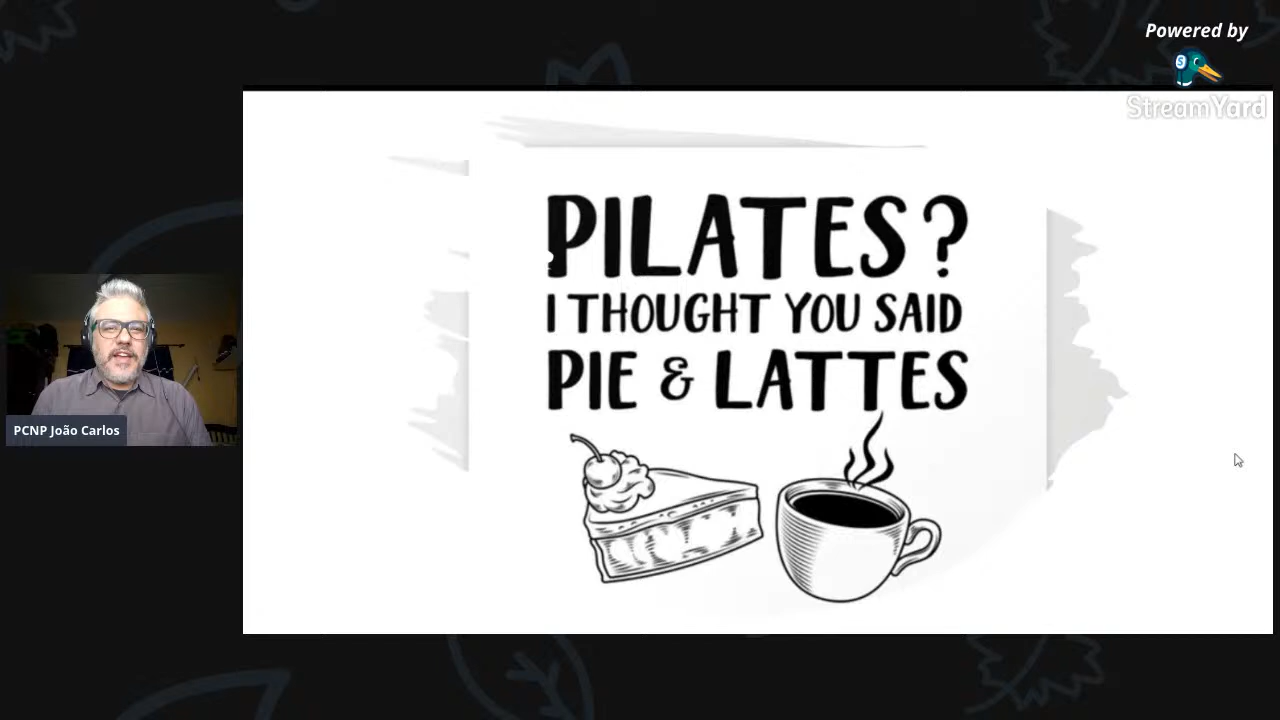 Powered by
StreamYard
PILATES?
I THOUGHT YOU SAID
PIE & LATTES
PCNP João Carlos